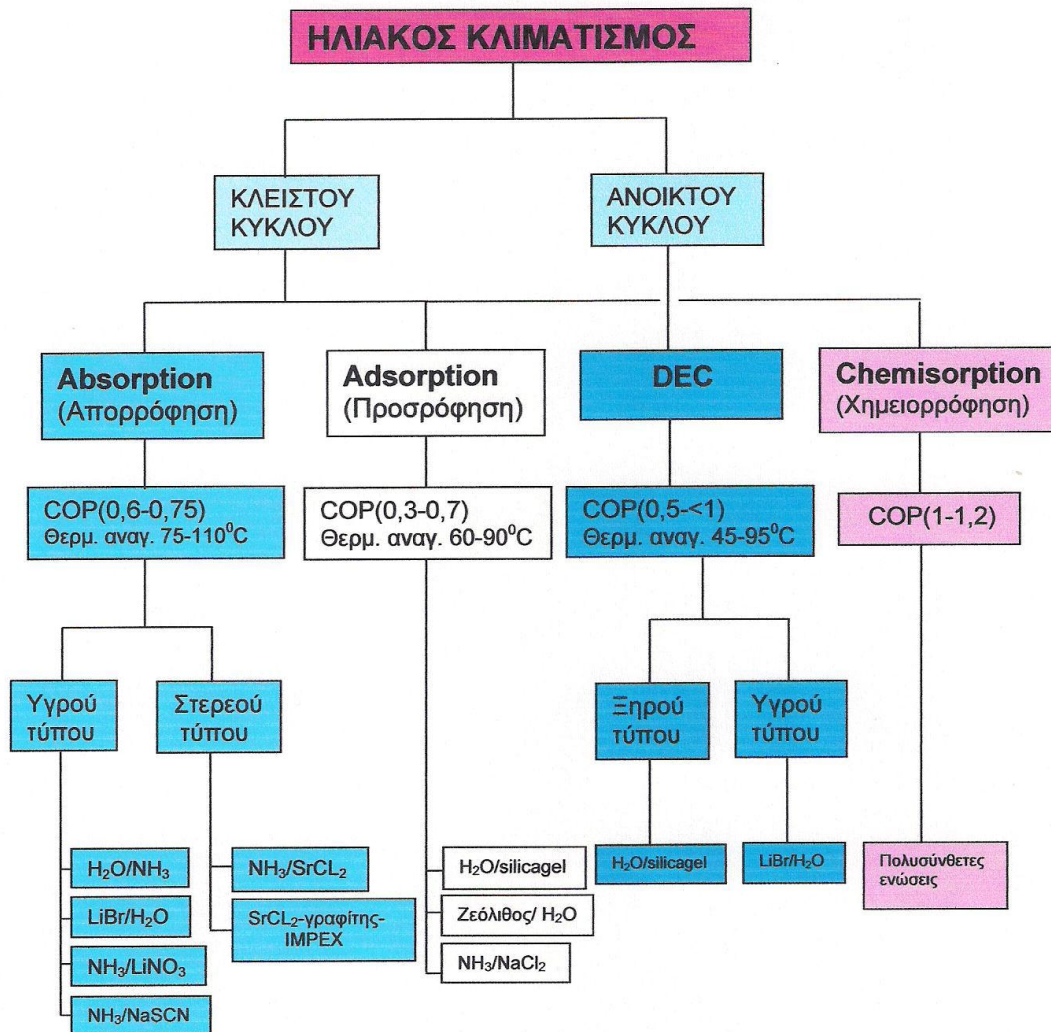 ΗΛΙΑΚΟΣ ΚΛΙΜΑΤΙΣΜΟΣ
ΚΛΕΙΣΤΟΥ
ΚΥΚΛΟΥ
ΑΝΟΙΚΤΟΥ
ΚΥΚΛΟΥ
Absorption
(Απορρόφηση)
Adsorption
(Προσρόφηση)
DEC
Chemisorption
(Χημειορρόφηση)
COP(0,6-0,75)
Θερμ. αναγ. 75-110⁰C
COP(0,3-0,7)
Θερμ. αναγ. 60-90⁰C
COP(0,5-<1)
Θερμ. αναγ. 45-95⁰C
COP(1-1,2)
Υγρού
τύπου
Στερεού
τύπου
Ξηρού
τύπου
Υγρού
τύπου
H₂O/NH₃
LiBr/H₂O
NH₃/LiNO₃
NH₃/NaSCN
NH₃/SrCL₂
SrCL₂-γραφίτης-
IMPEX
H₂O/silicagel
Ζεόλιθος/ H₂O
NH₃/NaCl₂
H₂O/silicagel
LiBr/H₂O
Πολυσύνθετες
ενώσεις